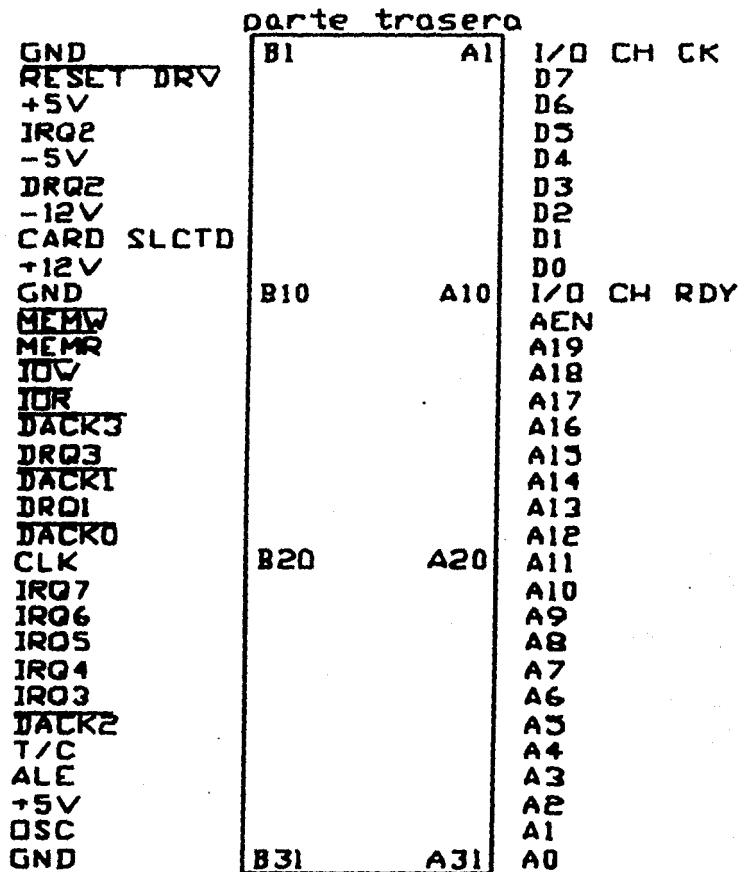 parte trasera
GND B1 A1 I/O CH CK
RESET DRV D7
+5V D6
IRQ2 D5
-5V D4
DRQ2 D3
-12V D2
CARD SLCTD D1
+12V D0
GND B10 A10 I/O CH RDY
MEMW AEN
MEMR A19
IOW A18
IOR A17
DACK3 A16
DRQ3 A15
DACK1 A14
DRQ1 A13
DACK0 A12
CLK B20 A20 A11
IRQ7 A10
IRQ6 A9
IRQ5 A8
IRQ4 A7
IRQ3 A6
DACK2 A5
T/C A4
ALE A3
+5V A2
OSC A1
GND B31 A31 A0